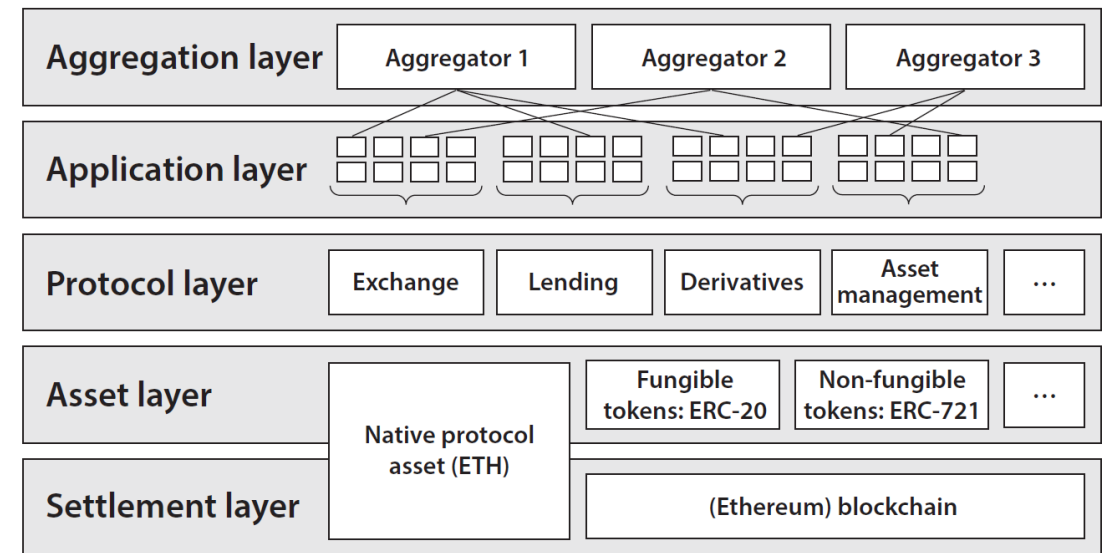 Aggregation layer
Aggregator 1
Aggregator 2
Aggregator 3
Application layer
Protocol layer
Exchange
Lending
Derivatives
Asset
management
...
Asset layer
Native protocol
asset (ETH)
Fungible
tokens: ERC-20
Non-fungible
tokens: ERC-721
...
Settlement layer
(Ethereum) blockchain